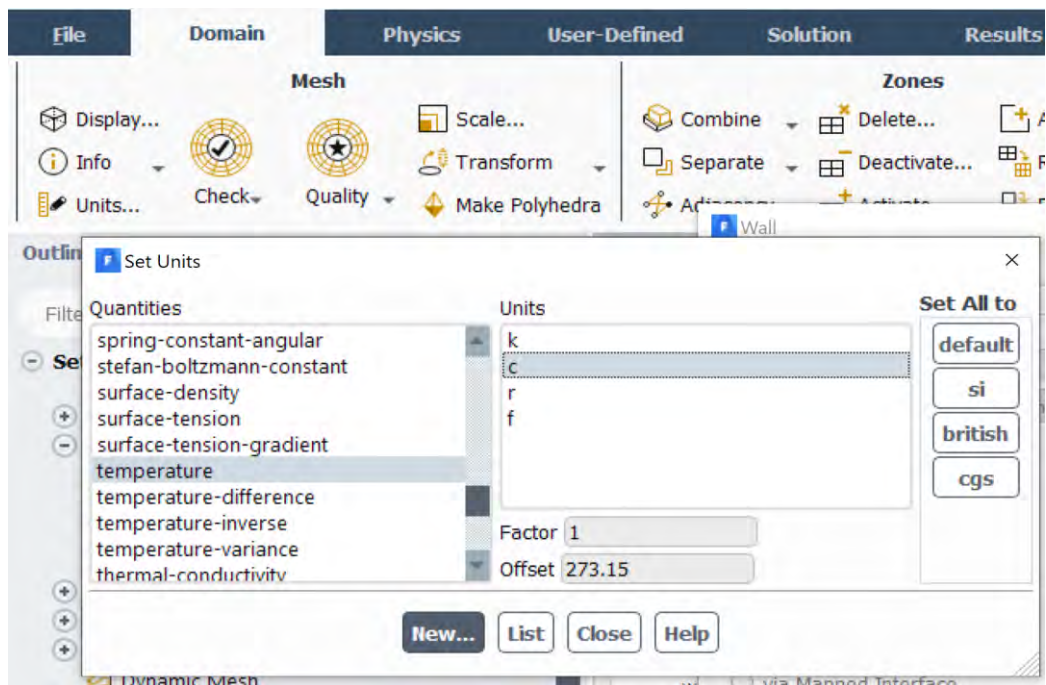 File Domain Physics User-Defined Solution Results
Mesh
Zones
Display...
Info
Units...
Check
Quality
Scale...
Transform
Make Polyhedra
Combine
Separate
Adjacency
Delete...
Deactivate...
Activate
Wall
Set Units
Quantities
spring-constant-angular
stefan-boltzmann-constant
surface-density
surface-tension
surface-tension-gradient
temperature
temperature-difference
temperature-inverse
temperature-variance
thermal-conductivity
Units
k
c
r
f
Factor 1
Offset 273.15
Set All to
default
si
british
cgs
New... List Close Help
Dynamic Mesh
via Mapped Interface